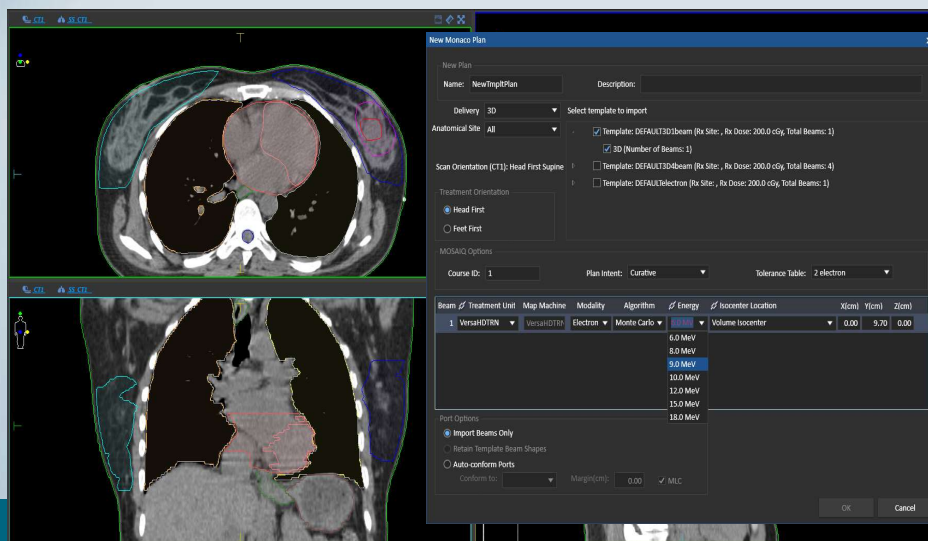 CT1 SS CT1
New Monaco Plan
New Plan
Name: NewTmpltPlan Description:
Delivery 3D Select template to import
Anatomical Site All
Template: DEFAULT3D1beam (Rx Site: , Rx Dose: 200.0 cGy, Total Beams: 1)
3D (Number of Beams: 1)
Scan Orientation (CT1): Head First Supine
Template: DEFAULT3D4beam (Rx Site: , Rx Dose: 200.0 cGy, Total Beams: 4)
Template: DEFAULTelectron (Rx Site: , Rx Dose: 200.0 cGy, Total Beams: 1)
Treatment Orientation
Head First
Feet First
MOSAIQ Options
Course ID: 1 Plan Intent: Curative Tolerance Table: 2 electron
CT1 SS CT1
Beam Treatment Unit Map Machine Modality Algorithm Energy Isocenter Location X(cm) Y(cm) Z(cm)
1 VersaHDTRN VersaHDTRN Electron Monte Carlo Volume Isocenter 0.00 9.70 0.00
6.0 MeV
8.0 MeV
9.0 MeV
10.0 MeV
12.0 MeV
15.0 MeV
18.0 MeV
Port Options
Import Beams Only
Retain Template Beam Shapes
Auto-conform Ports
Conform to: Margin(cm): 0.00 MLC
OK Cancel